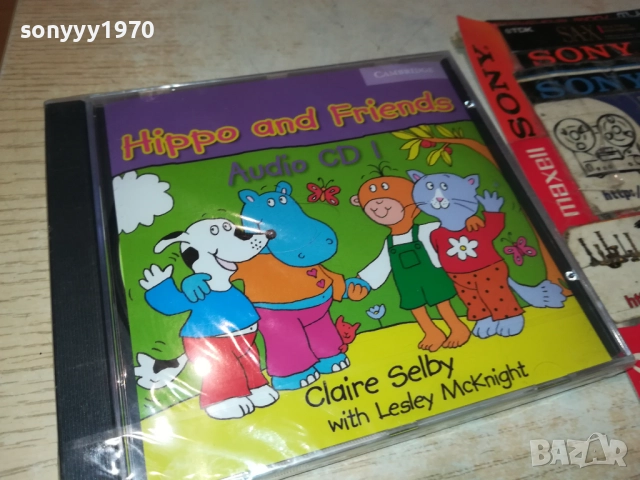 sonyyy1970
CAMBRIDGE
Hippo and Friends
Audio CD 1
Claire Selby
with Lesley McKnight
TDK
SONY
SONY
SONY
maxell
http
BAZAR